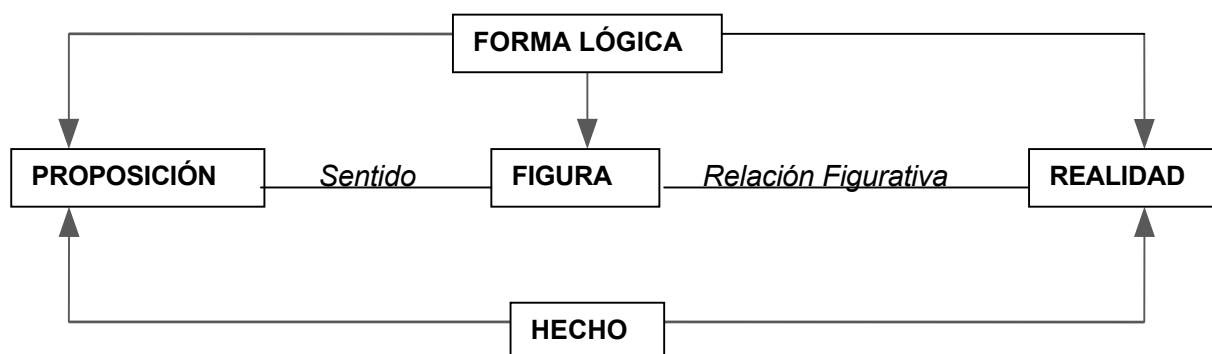 FORMA LÓGICA
PROPOSICIÓN Sentido FIGURA Relación Figurativa REALIDAD
HECHO